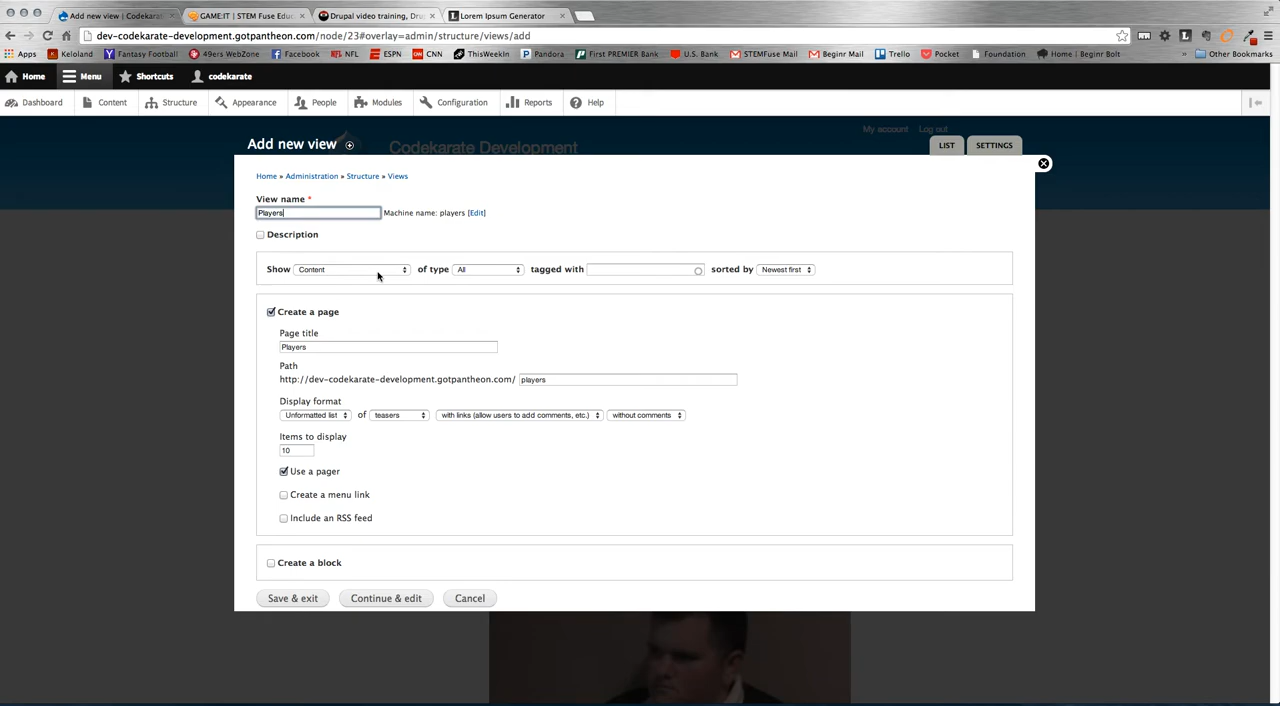 Add new view | Codekarate
GAME:IT | STEM Fuse Edu
Drupal video training, Dru
Lorem Ipsum Generator
dev-codekarate-development.gotpantheon.com/node/23#overlay=admin/structure/views/add
Apps Keloland Yahoo! Fantasy Football 49ers WebZone Facebook NFL ESPN CNN ThisWeekIn Pandora First PREMIER Bank U.S. Bank STEMFuse Mail Beginr Mail Trello Pocket Foundation Home | Beginr Bolt Other Bookmarks
Home Menu Shortcuts codekarate
Dashboard Content Structure Appearance People Modules Configuration Reports Help
My account Log out
Add new view Codekarate Development LIST SETTINGS
Home » Administration » Structure » Views
View name *
Players Machine name: players [Edit]
Description
Show Content of type All tagged with sorted by Newest first
Create a page
Page title
Players
Path
http://dev-codekarate-development.gotpantheon.com/ players
Display format
Unformatted list of teasers with links (allow users to add comments, etc.) without comments
Items to display
10
Use a pager
Create a menu link
Include an RSS feed
Create a block
Save & exit Continue & edit Cancel